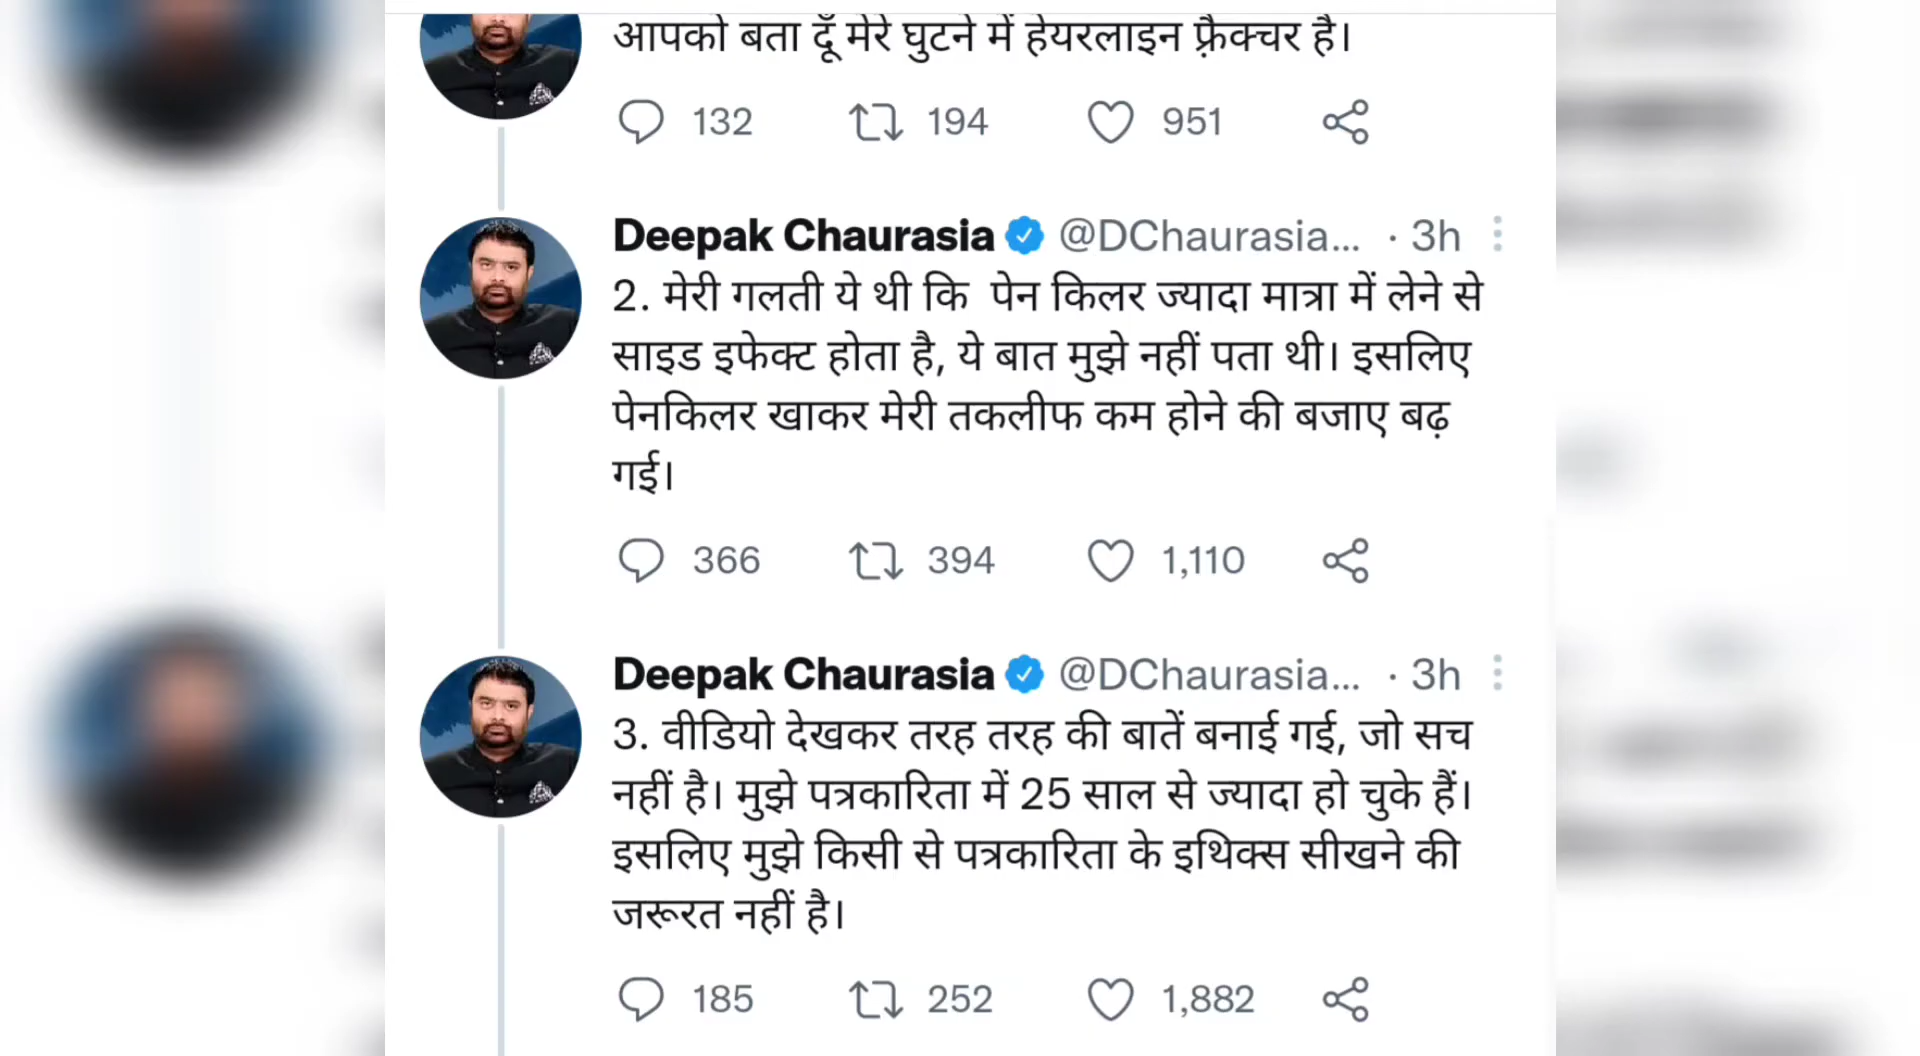 आपको बता दूँ मेरे घुटने में हेयरलाइन फ़्रैक्चर है।
132 194 951
Deepak Chaurasia @DChaurasia... · 3h
2. मेरी गलती ये थी कि पेन किलर ज्यादा मात्रा में लेने से
साइड इफेक्ट होता है, ये बात मुझे नहीं पता थी। इसलिए
पेनकिलर खाकर मेरी तकलीफ कम होने की बजाए बढ़
गई।
366 394 1,110
Deepak Chaurasia @DChaurasia... · 3h
3. वीडियो देखकर तरह तरह की बातें बनाई गई, जो सच
नहीं है। मुझे पत्रकारिता में 25 साल से ज्यादा हो चुके हैं।
इसलिए मुझे किसी से पत्रकारिता के इथिक्स सीखने की
जरूरत नहीं है।
185 252 1,882